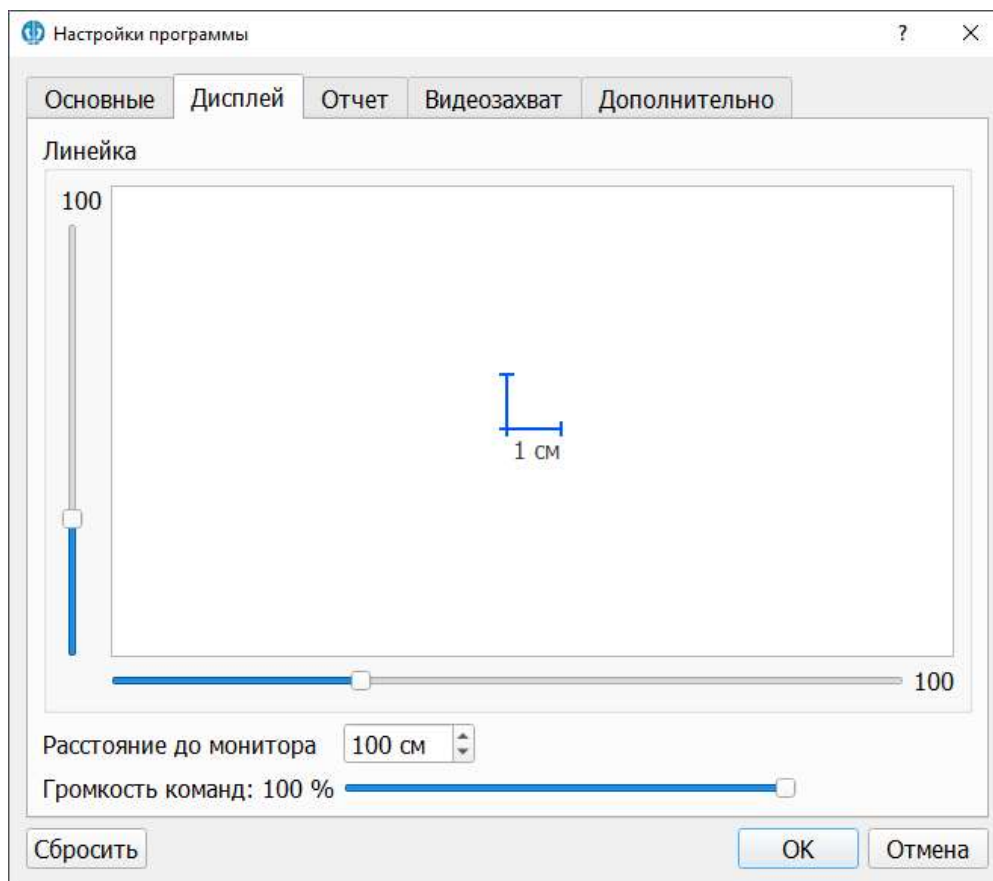 Настройки программы ?
Основные Дисплей Отчет Видеозахват Дополнительно
Линейка
100
1 см
100
Расстояние до монитора 100 см
Громкость команд: 100 %
Сбросить OK Отмена